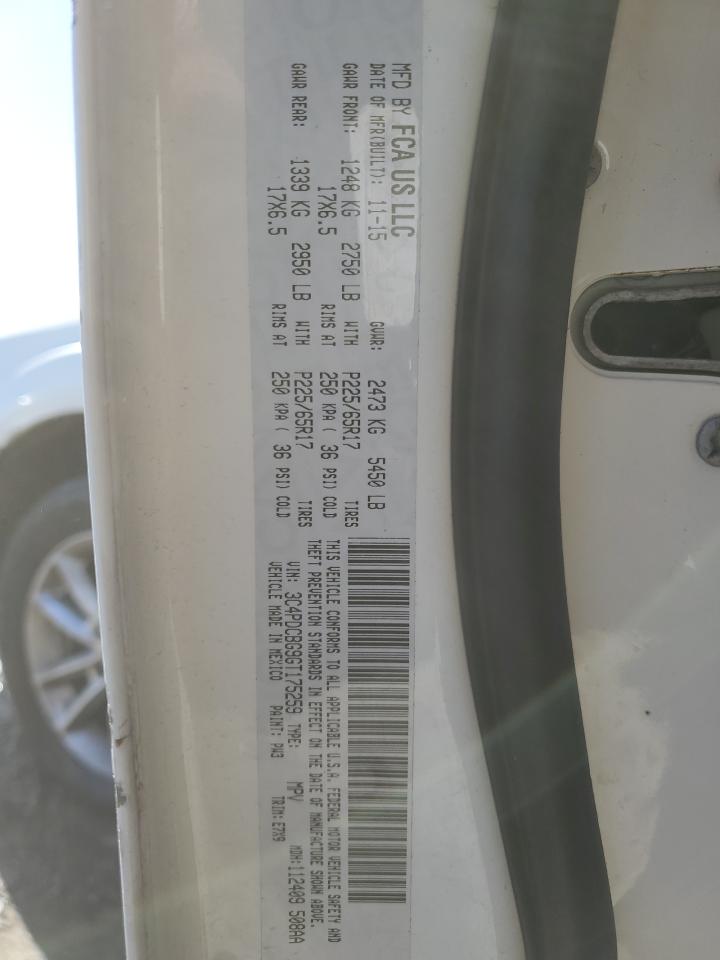 MFD BY FCA US LLC
DATE OF MFR(BUILT): 11-15 GVWR: 2473 KG 5450 LB
GAWR FRONT: 1248 KG 2750 LB WITH P225/65R17 TIRES
17X6.5 RIMS AT 250 KPA ( 36 PSI) COLD
GAWR REAR: 1339 KG 2950 LB WITH P225/65R17 TIRES
17X6.5 RIMS AT 250 KPA ( 36 PSI) COLD
THIS VEHICLE CONFORMS TO ALL APPLICABLE U.S.A. FEDERAL MOTOR VEHICLE SAFETY AND
THEFT PREVENTION STANDARDS IN EFFECT ON THE DATE OF MANUFACTURE SHOWN ABOVE.
VIN: 3C4PDCBG9GT175259 TYPE: MPV MDH:112409 508AA
VEHICLE MADE IN MEXICO PAINT: PW3 TRIM: E7X9